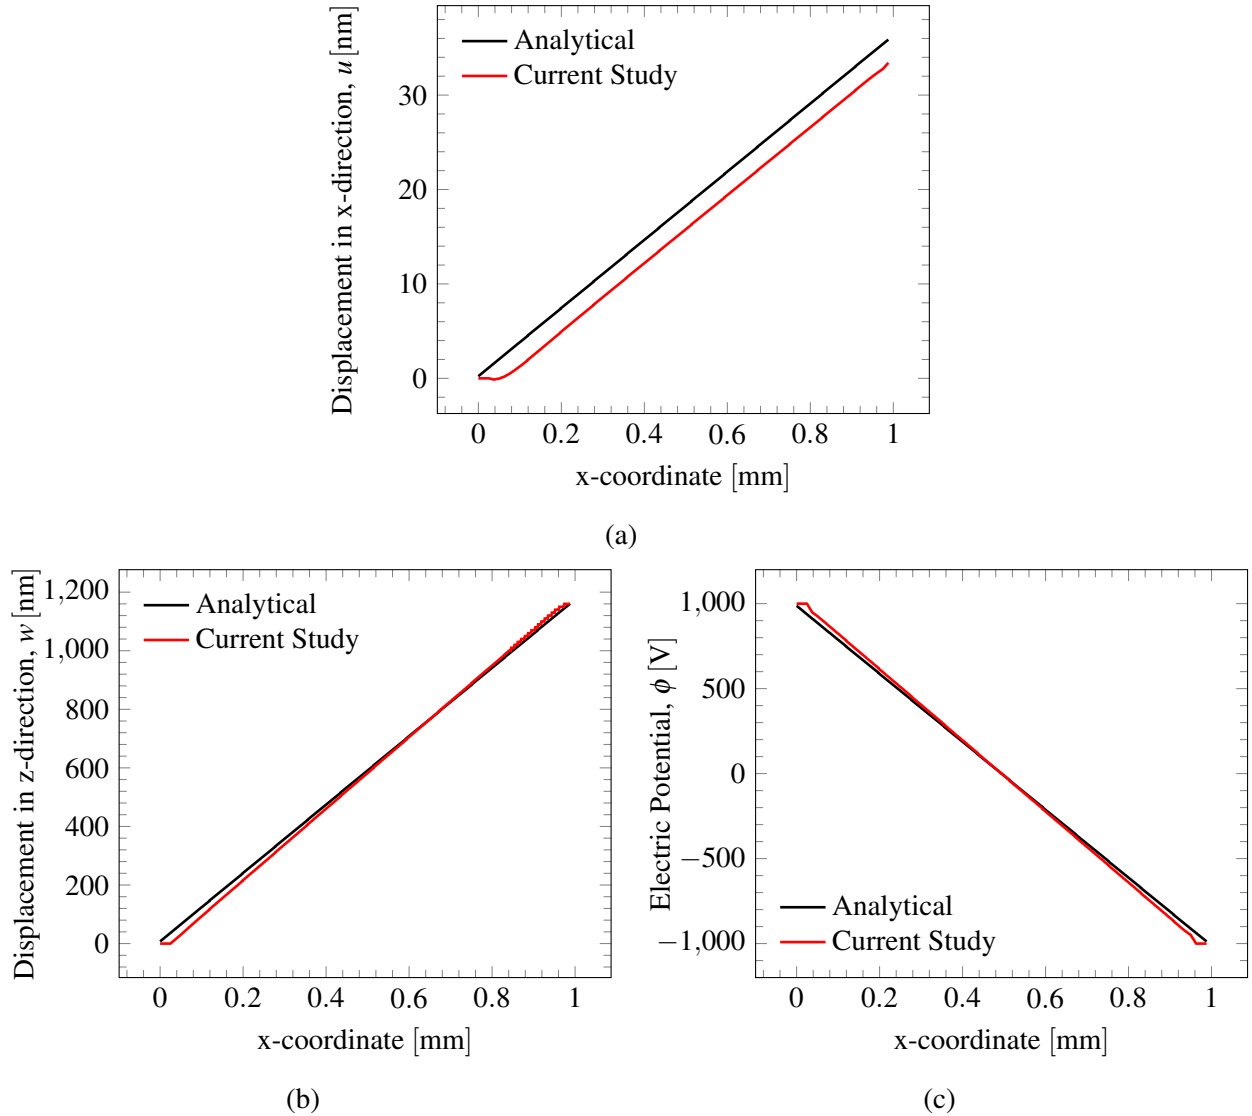 Displacement in x-direction, u [nm]
Analytical
Current Study
30
20
10
0
0 0.2 0.4 0.6 0.8 1
x-coordinate [mm]
(a)
Displacement in z-direction, w [nm]
1,200
Analytical
Current Study
1,000
800
600
400
200
0
0 0.2 0.4 0.6 0.8 1
x-coordinate [mm]
(b)
Electric Potential, ϕ [V]
1,000
500
0
−500
−1,000
Analytical
Current Study
0 0.2 0.4 0.6 0.8 1
x-coordinate [mm]
(c)